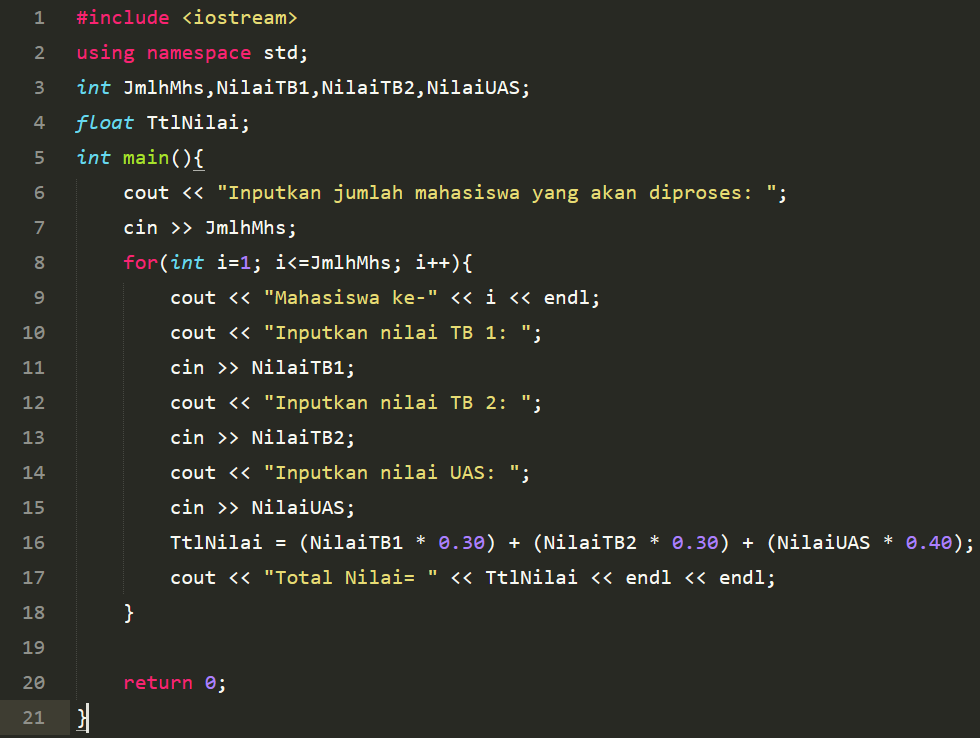 1 #include <iostream>
2 using namespace std;
3 int JmlhMhs,NilaiTB1,NilaiTB2,NilaiUAS;
4 float TtlNilai;
5 int main(){
6     cout << "Inputkan jumlah mahasiswa yang akan diproses: ";
7     cin >> JmlhMhs;
8     for(int i=1; i<=JmlhMhs; i++){
9         cout << "Mahasiswa ke-" << i << endl;
10         cout << "Inputkan nilai TB 1: ";
11         cin >> NilaiTB1;
12         cout << "Inputkan nilai TB 2: ";
13         cin >> NilaiTB2;
14         cout << "Inputkan nilai UAS: ";
15         cin >> NilaiUAS;
16         TtlNilai = (NilaiTB1 * 0.30) + (NilaiTB2 * 0.30) + (NilaiUAS * 0.40);
17         cout << "Total Nilai= " << TtlNilai << endl << endl;
18     }
19
20     return 0;
21 }